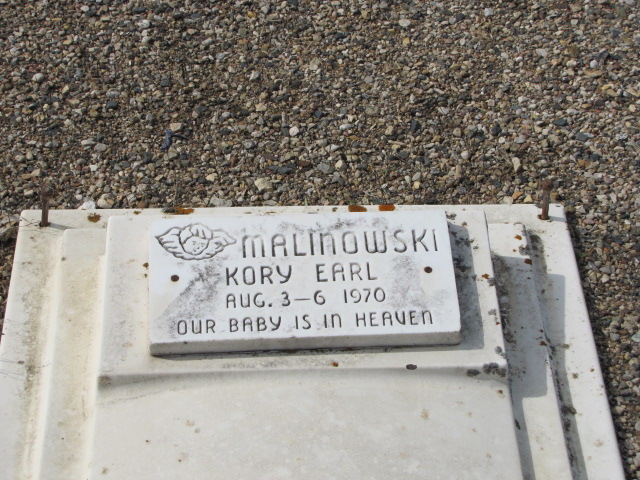 MALINOWSKI
KORY EARL
AUG. 3-6 1970
OUR BABY IS IN HEAVEN